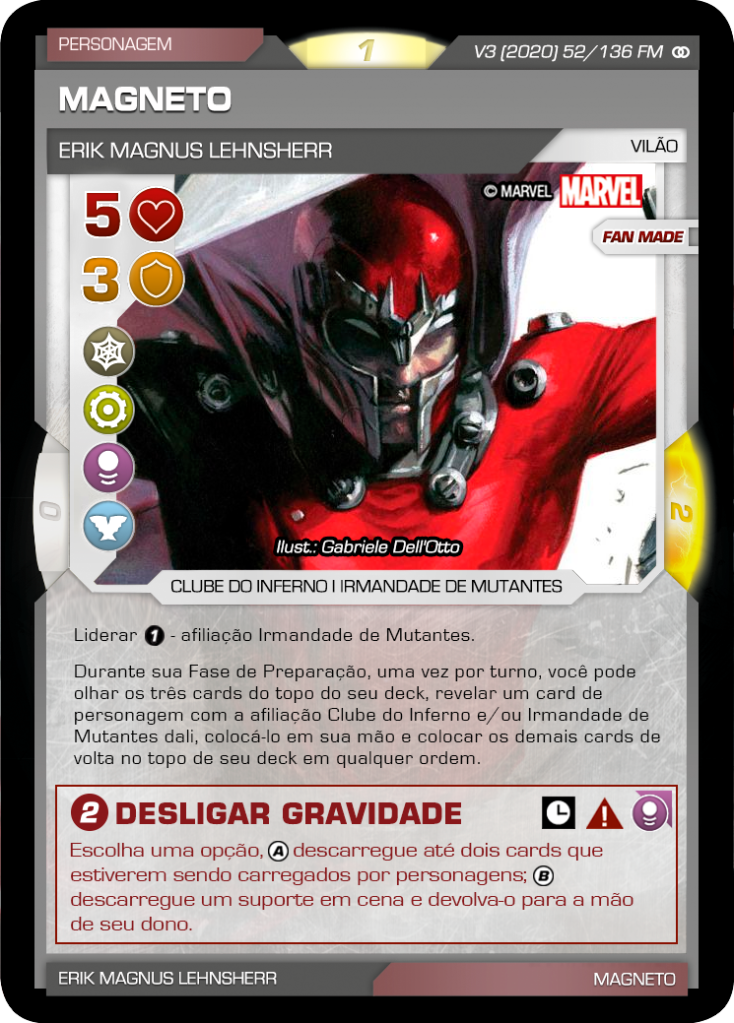 PERSONAGEM
1
V3 (2020) 52/136 FM
MAGNETO
ERIK MAGNUS LEHNSHERR
VILÃO
© MARVEL MARVEL
5
FAN MADE
3
0
2
Ilust.: Gabriele Dell'Otto
CLUBE DO INFERNO | IRMANDADE DE MUTANTES
Liderar 1 - afiliação Irmandade de Mutantes.
Durante sua Fase de Preparação, uma vez por turno, você pode
olhar os três cards do topo do seu deck, revelar um card de
personagem com a afiliação Clube do Inferno e/ou Irmandade de
Mutantes dali, colocá-lo em sua mão e colocar os demais cards de
volta no topo de seu deck em qualquer ordem.
2 DESLIGAR GRAVIDADE
Escolha uma opção, A descarregue até dois cards que
estiverem sendo carregados por personagens; B
descarregue um suporte em cena e devolva-o para a mão
de seu dono.
ERIK MAGNUS LEHNSHERR
MAGNETO